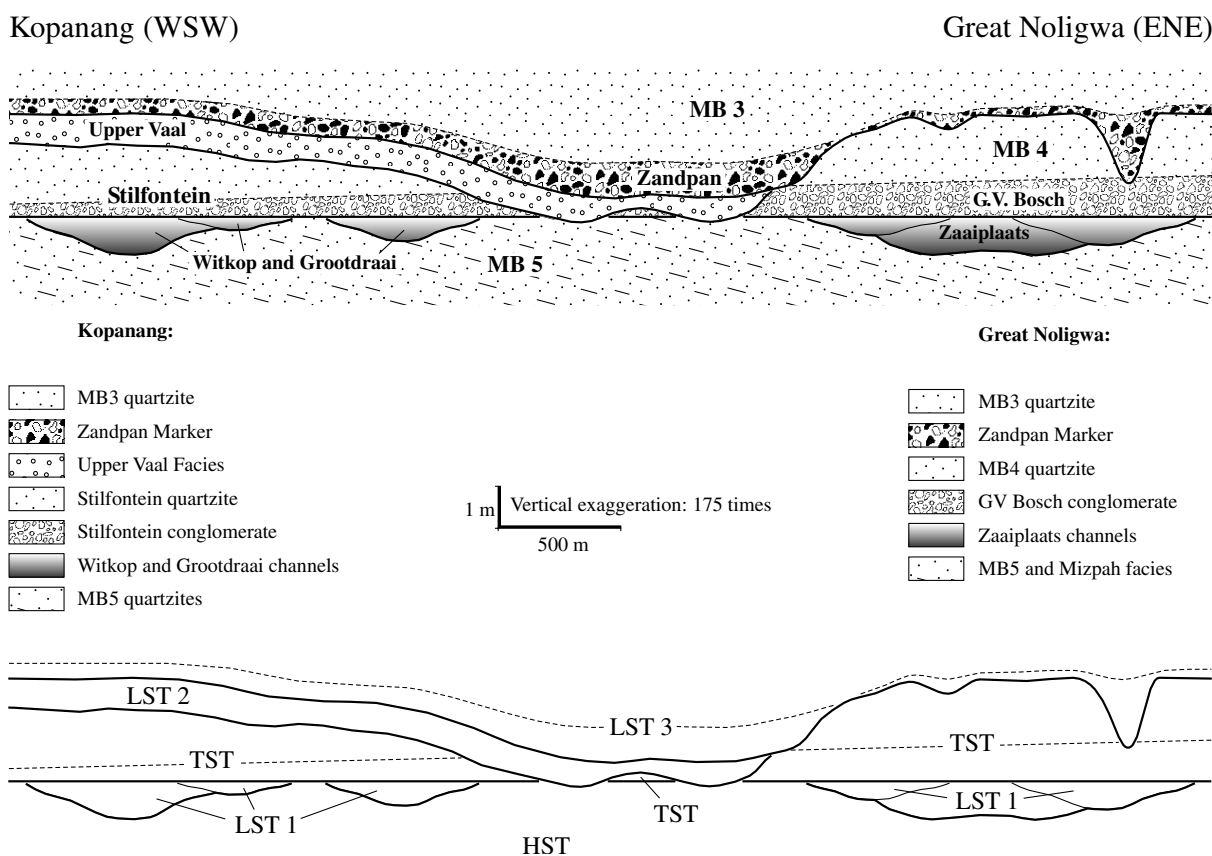 Kopanang (WSW)
Great Noligwa (ENE)
MB 3
Upper Vaal
MB 4
Zandpan
Stilfontein
G.V. Bosch
Zaaiplaats
Witkop and Grootdraai
MB 5
Kopanang:
MB3 quartzite
Zandpan Marker
Upper Vaal Facies
Stilfontein quartzite
Stilfontein conglomerate
Witkop and Grootdraai channels
MB5 quartzites
1 m
Vertical exaggeration: 175 times
500 m
Great Noligwa:
MB3 quartzite
Zandpan Marker
MB4 quartzite
GV Bosch conglomerate
Zaaiplaats channels
MB5 and Mizpah facies
LST 2
LST 3
TST
TST
LST 1
TST
LST 1
HST